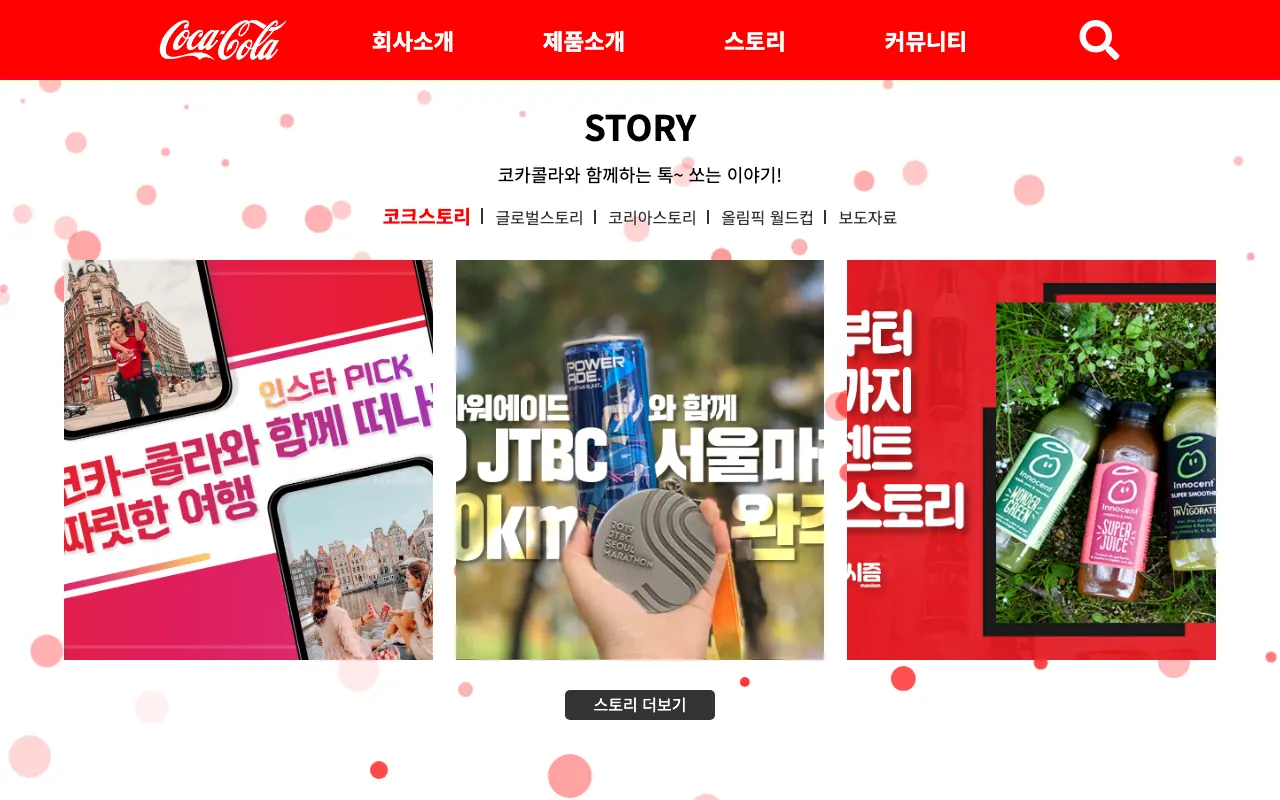 Coca-Cola
회사소개
제품소개
스토리
커뮤니티
STORY
코카콜라와 함께하는 톡~ 쏘는 이야기!
코크스토리 | 글로벌스토리 | 코리아스토리 | 올림픽 월드컵 | 보도자료
인스타 PICK
코카-콜라와 함께 떠나
짜릿한 여행
POWER
ADE
파워에이드와 함께
JTBC 서울마
0km 완주
2019
JTBC
SEOUL
MARATHON
부터
까지
센트
스토리
시즘
innocent
WONDER
GREEN
innocent
SUPER
JUICE
innocent
SUPER SMOOTHIE
INVIGORATE
스토리 더보기